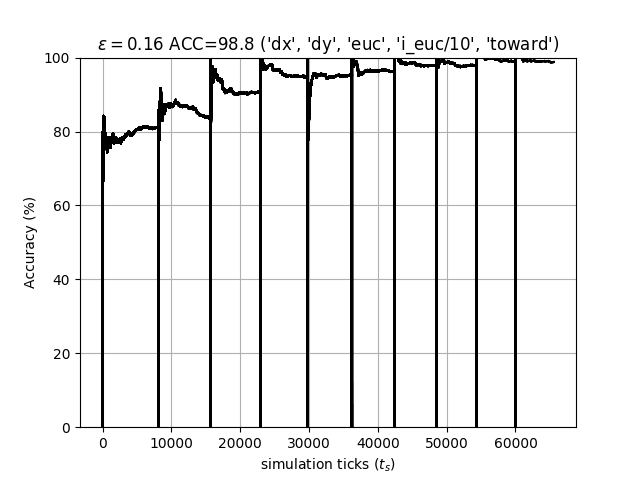 ε = 0.16 ACC=98.8 ('dx', 'dy', 'euc', 'i_euc/10', 'toward')
100
80
60
40
20
0
Accuracy (%)
0 10000 20000 30000 40000 50000 60000
simulation ticks (tₛ)